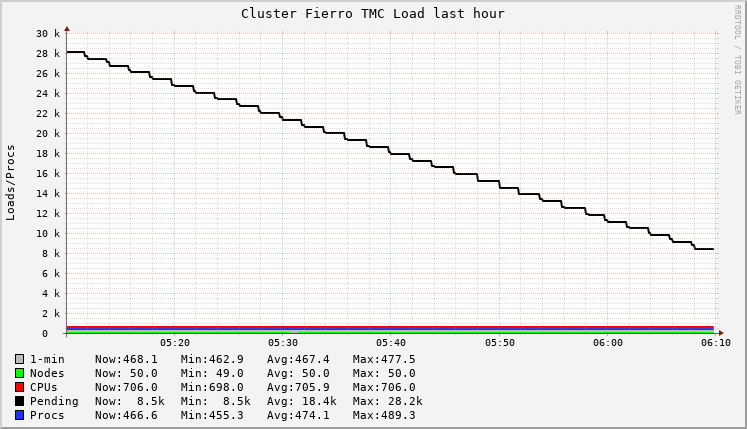 Cluster Fierro TMC Load last hour
RRDTOOL / TOBI OETIKER
Loads/Procs
30 k
28 k
26 k
24 k
22 k
20 k
18 k
16 k
14 k
12 k
10 k
8 k
6 k
4 k
2 k
0
05:20 05:30 05:40 05:50 06:00 06:10
1-min Now:468.1 Min:462.9 Avg:467.4 Max:477.5
Nodes Now: 50.0 Min: 49.0 Avg: 50.0 Max: 50.0
CPUs Now:706.0 Min:698.0 Avg:705.9 Max:706.0
Pending Now: 8.5k Min: 8.5k Avg: 18.4k Max: 28.2k
Procs Now:466.6 Min:455.3 Avg:474.1 Max:489.3